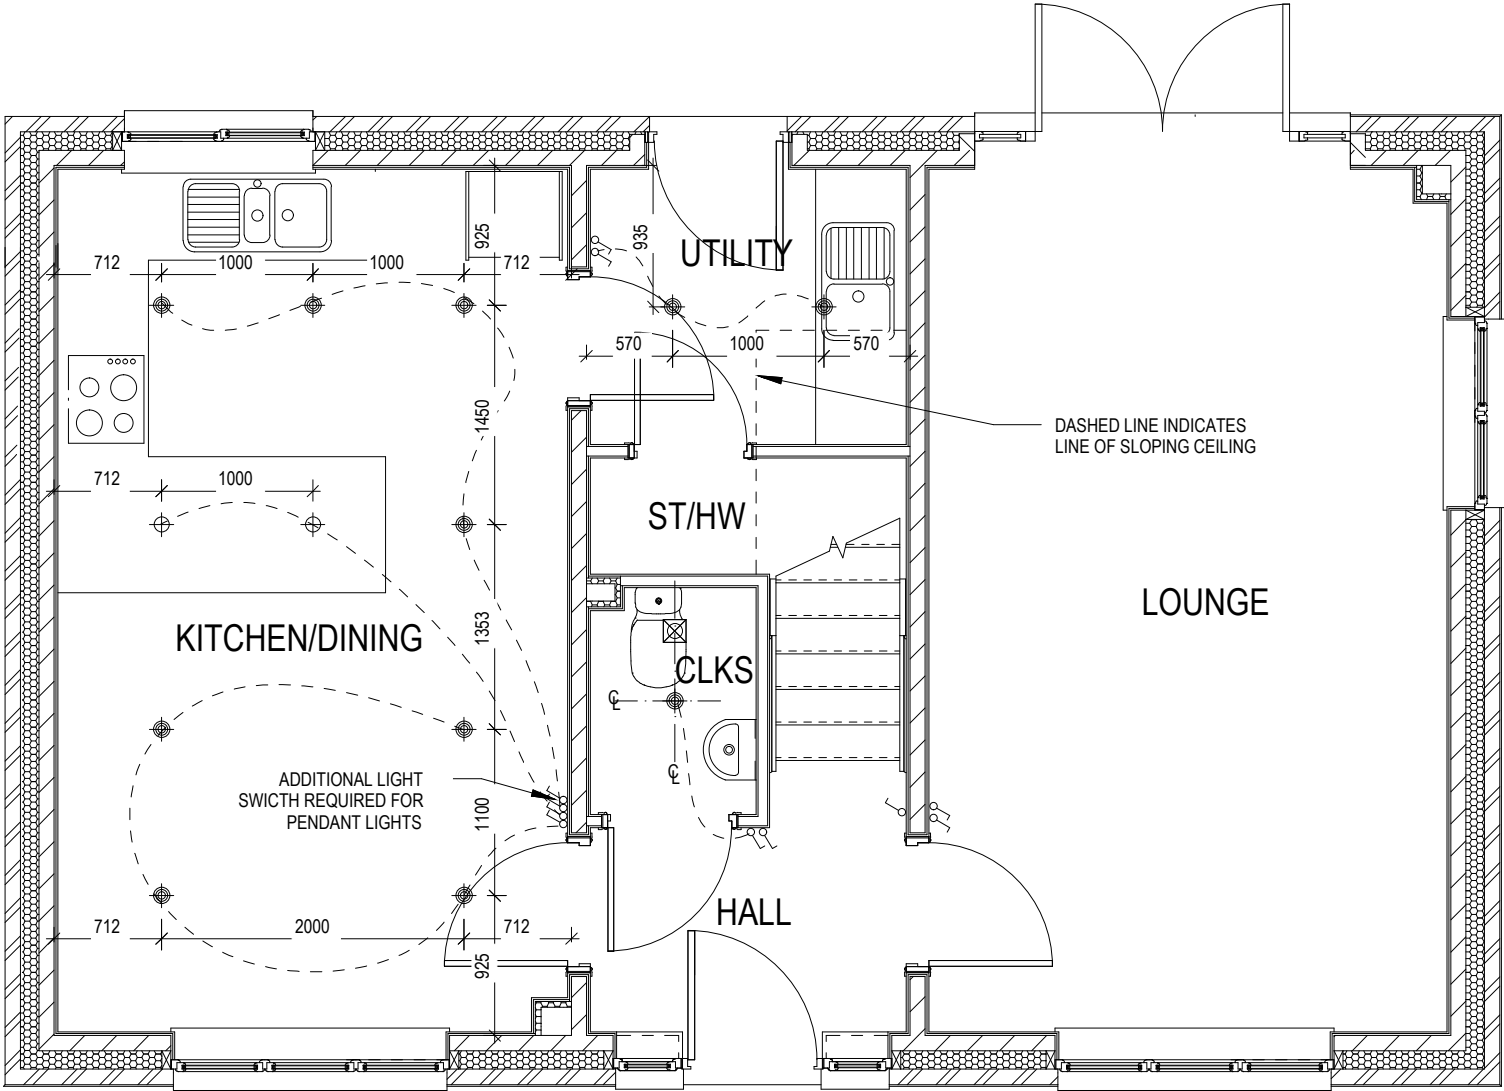 925
935
UTILITY
712
1000
1000
712
570
1000
570
1450
DASHED LINE INDICATES
LINE OF SLOPING CEILING
712
1000
ST/HW
LOUNGE
KITCHEN/DINING
1353
CLKS
℄
℄
ADDITIONAL LIGHT
SWICTH REQUIRED FOR
PENDANT LIGHTS
1100
HALL
712
2000
712
925